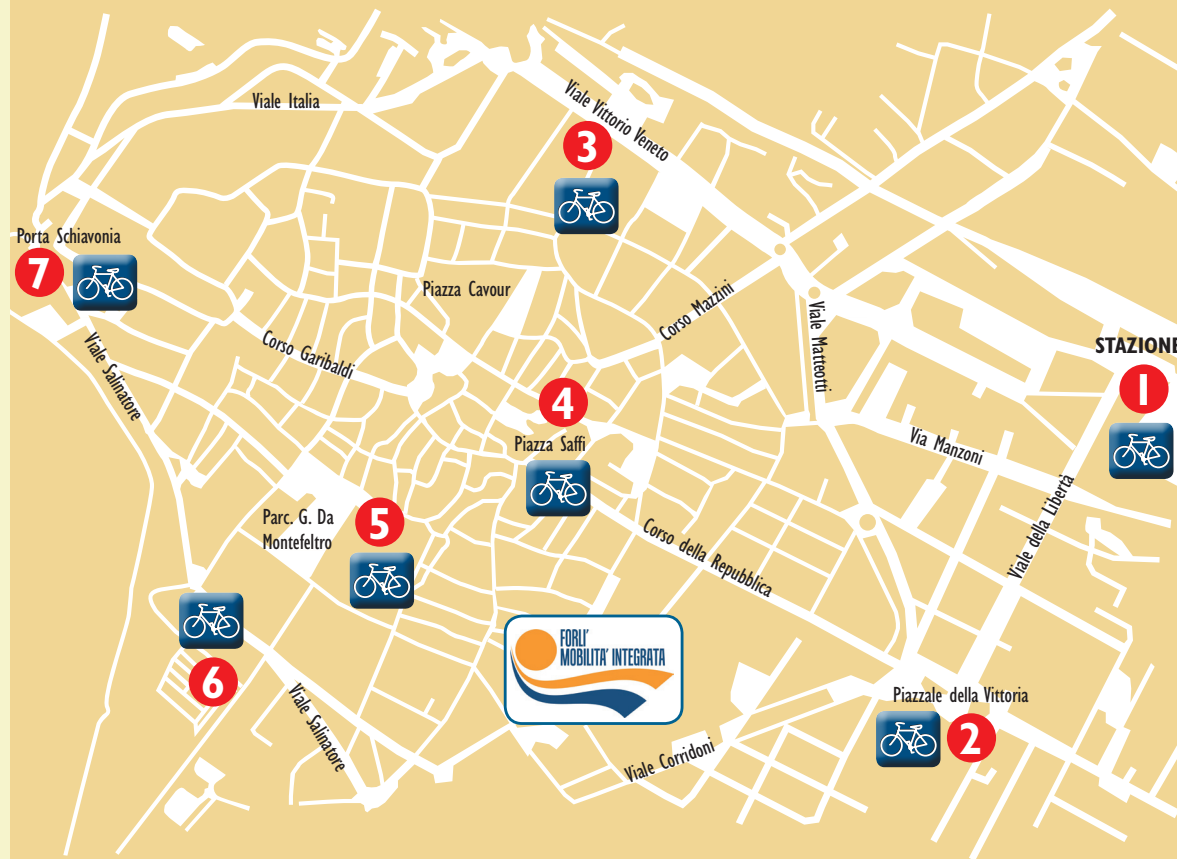 Viale Italia
Viale Vittorio Veneto
3
Porta Schiavonia
7
Piazza Cavour
Corso Mazzini
Viale Matteotti
Corso Garibaldi
Viale Salinatore
STAZIONE
1
4
Piazza Saffi
Via Manzoni
Parc. G. Da
Montefeltro
5
Viale della Libertà
Corso della Repubblica
FORLI'
MOBILITA' INTEGRATA
6
Viale Salinatore
Piazzale della Vittoria
2
Viale Corridoni